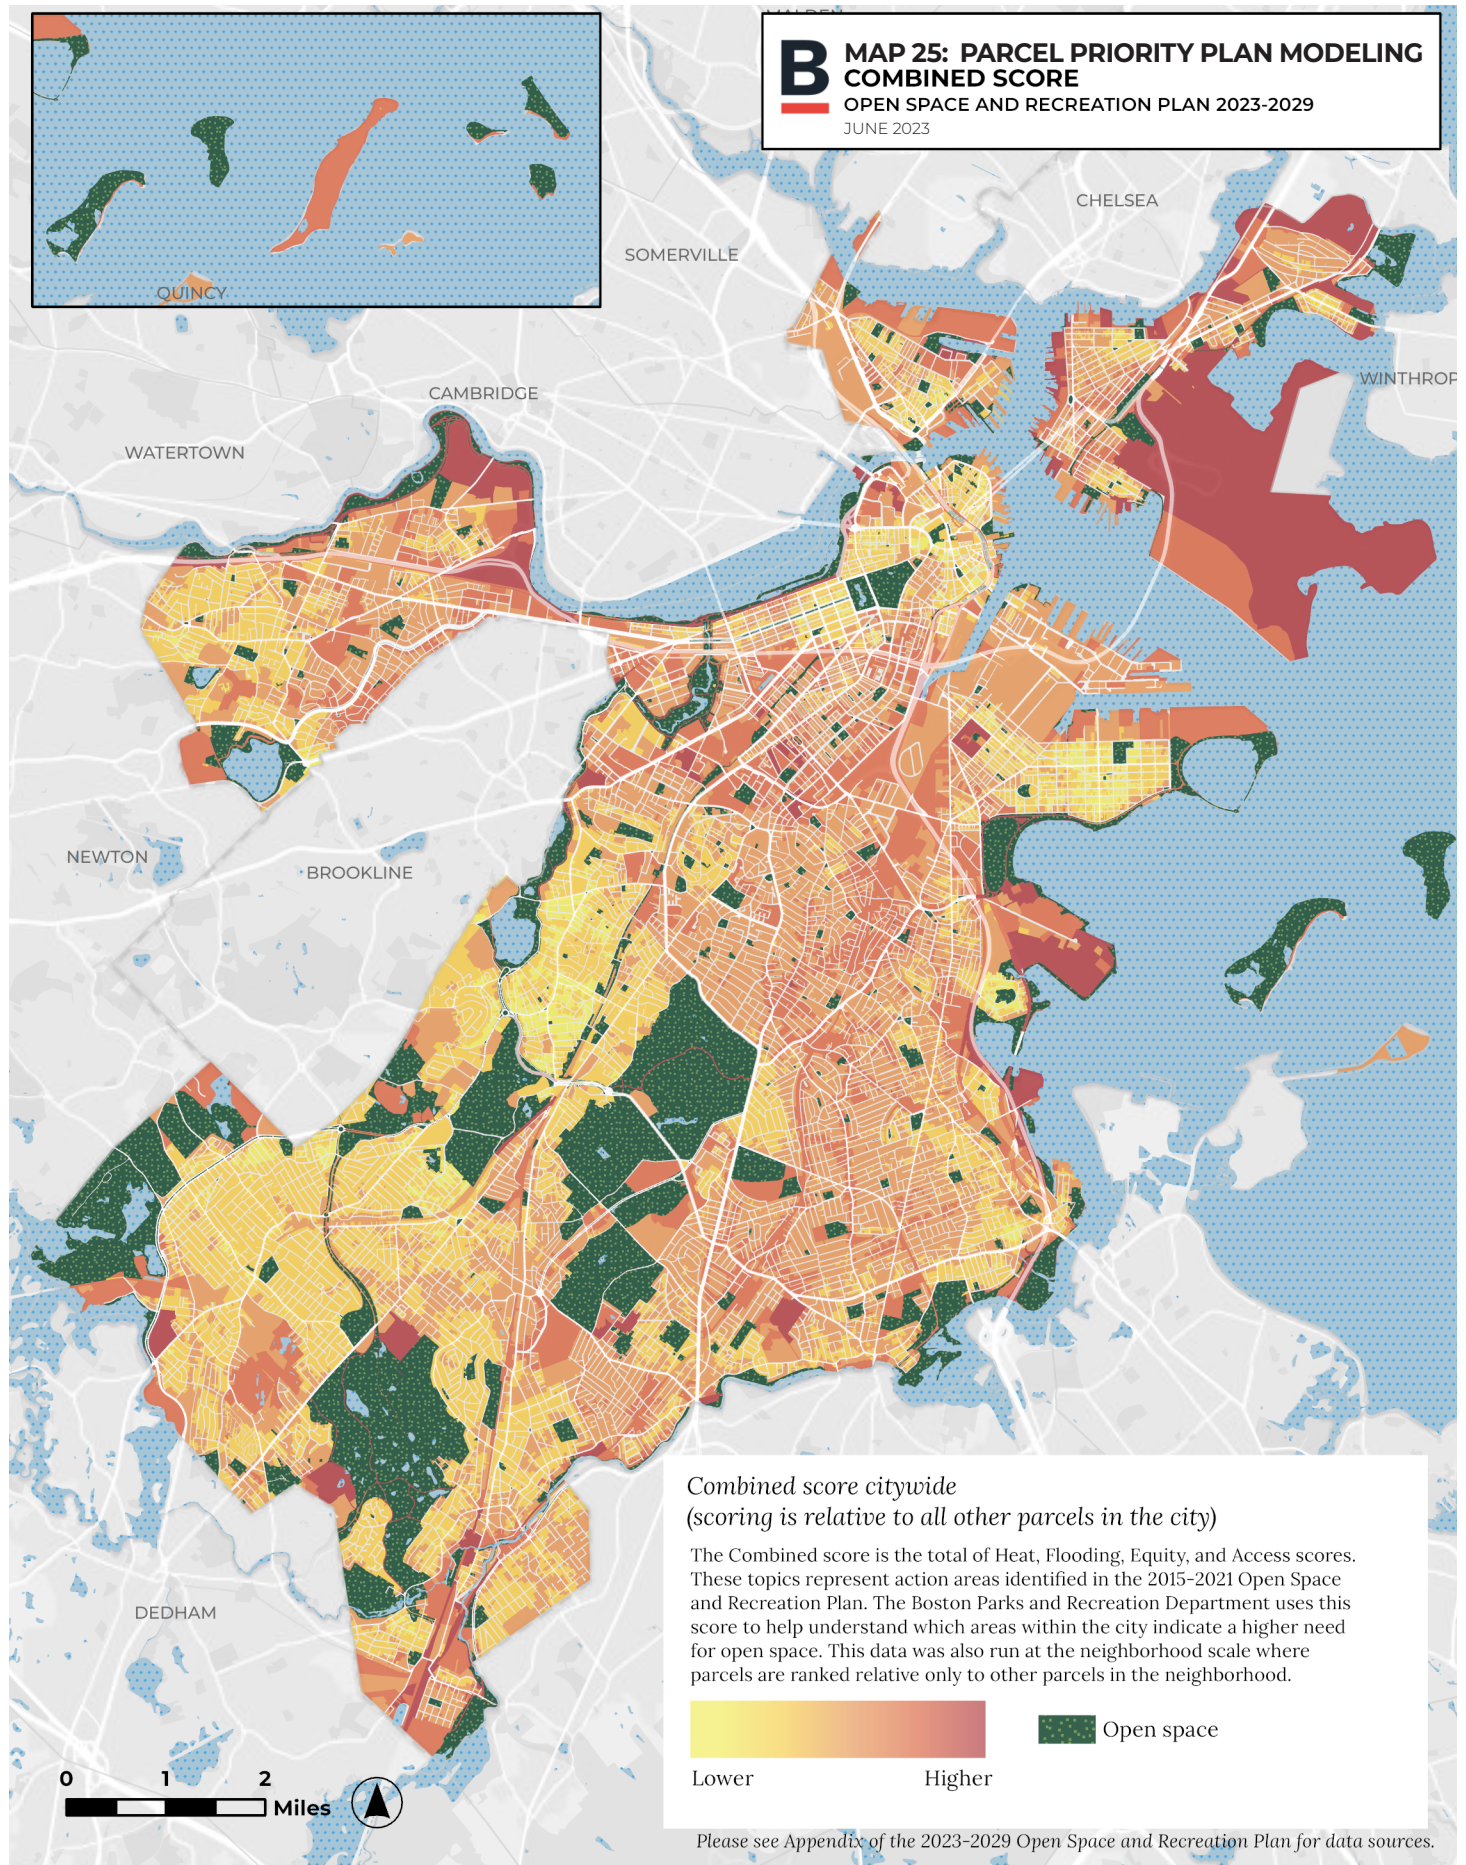 B
MAP 25: PARCEL PRIORITY PLAN MODELING
COMBINED SCORE
OPEN SPACE AND RECREATION PLAN 2023-2029
JUNE 2023
MALDEN
CHELSEA
SOMERVILLE
QUINCY
WINTHROP
CAMBRIDGE
WATERTOWN
NEWTON
BROOKLINE
DEDHAM
Combined score citywide
(scoring is relative to all other parcels in the city)
The Combined score is the total of Heat, Flooding, Equity, and Access scores.
These topics represent action areas identified in the 2015-2021 Open Space
and Recreation Plan. The Boston Parks and Recreation Department uses this
score to help understand which areas within the city indicate a higher need
for open space. This data was also run at the neighborhood scale where
parcels are ranked relative only to other parcels in the neighborhood.
Open space
Lower Higher
0 1 2
Miles
Please see Appendix of the 2023-2029 Open Space and Recreation Plan for data sources.